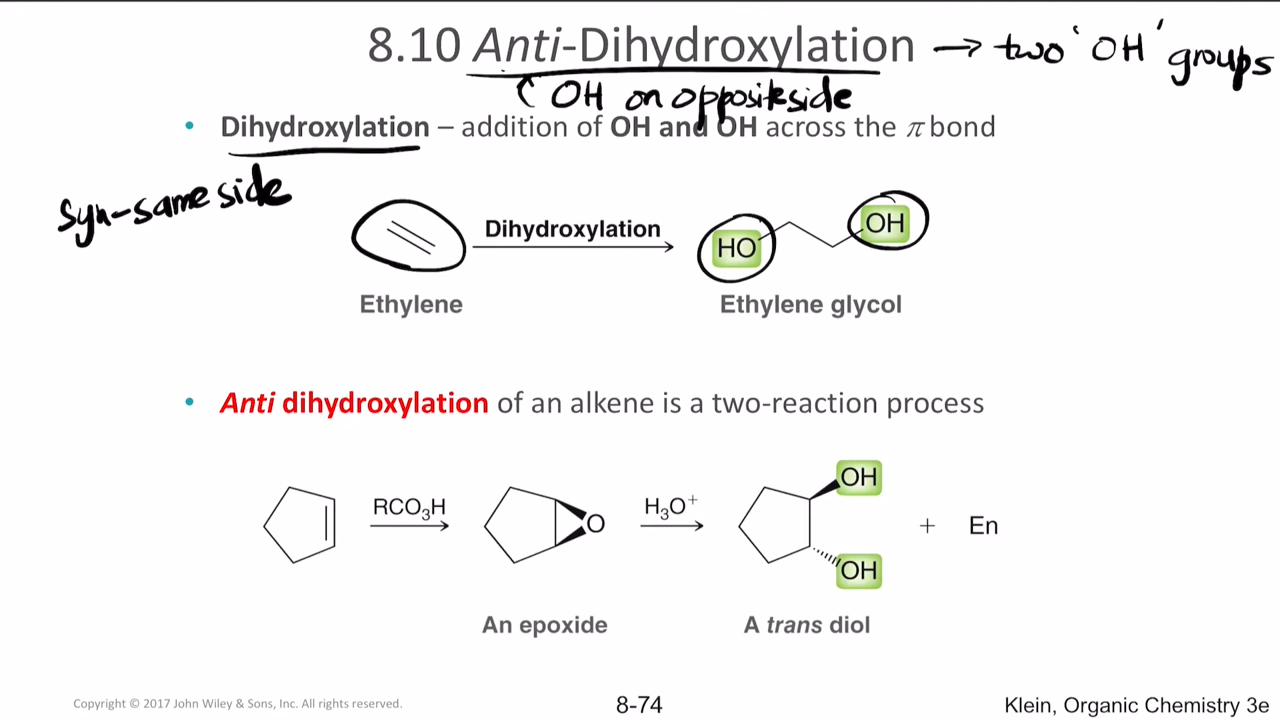 8.10 Anti-Dihydroxylation → two 'OH' groups
OH on opposite side
• Dihydroxylation – addition of OH and OH across the π bond
Syn-same side
Dihydroxylation
HO
OH
Ethylene
Ethylene glycol
• Anti dihydroxylation of an alkene is a two-reaction process
RCO₃H
O
H₃O⁺
OH
OH
+ En
An epoxide
A trans diol
Copyright © 2017 John Wiley & Sons, Inc. All rights reserved.
8-74
Klein, Organic Chemistry 3e